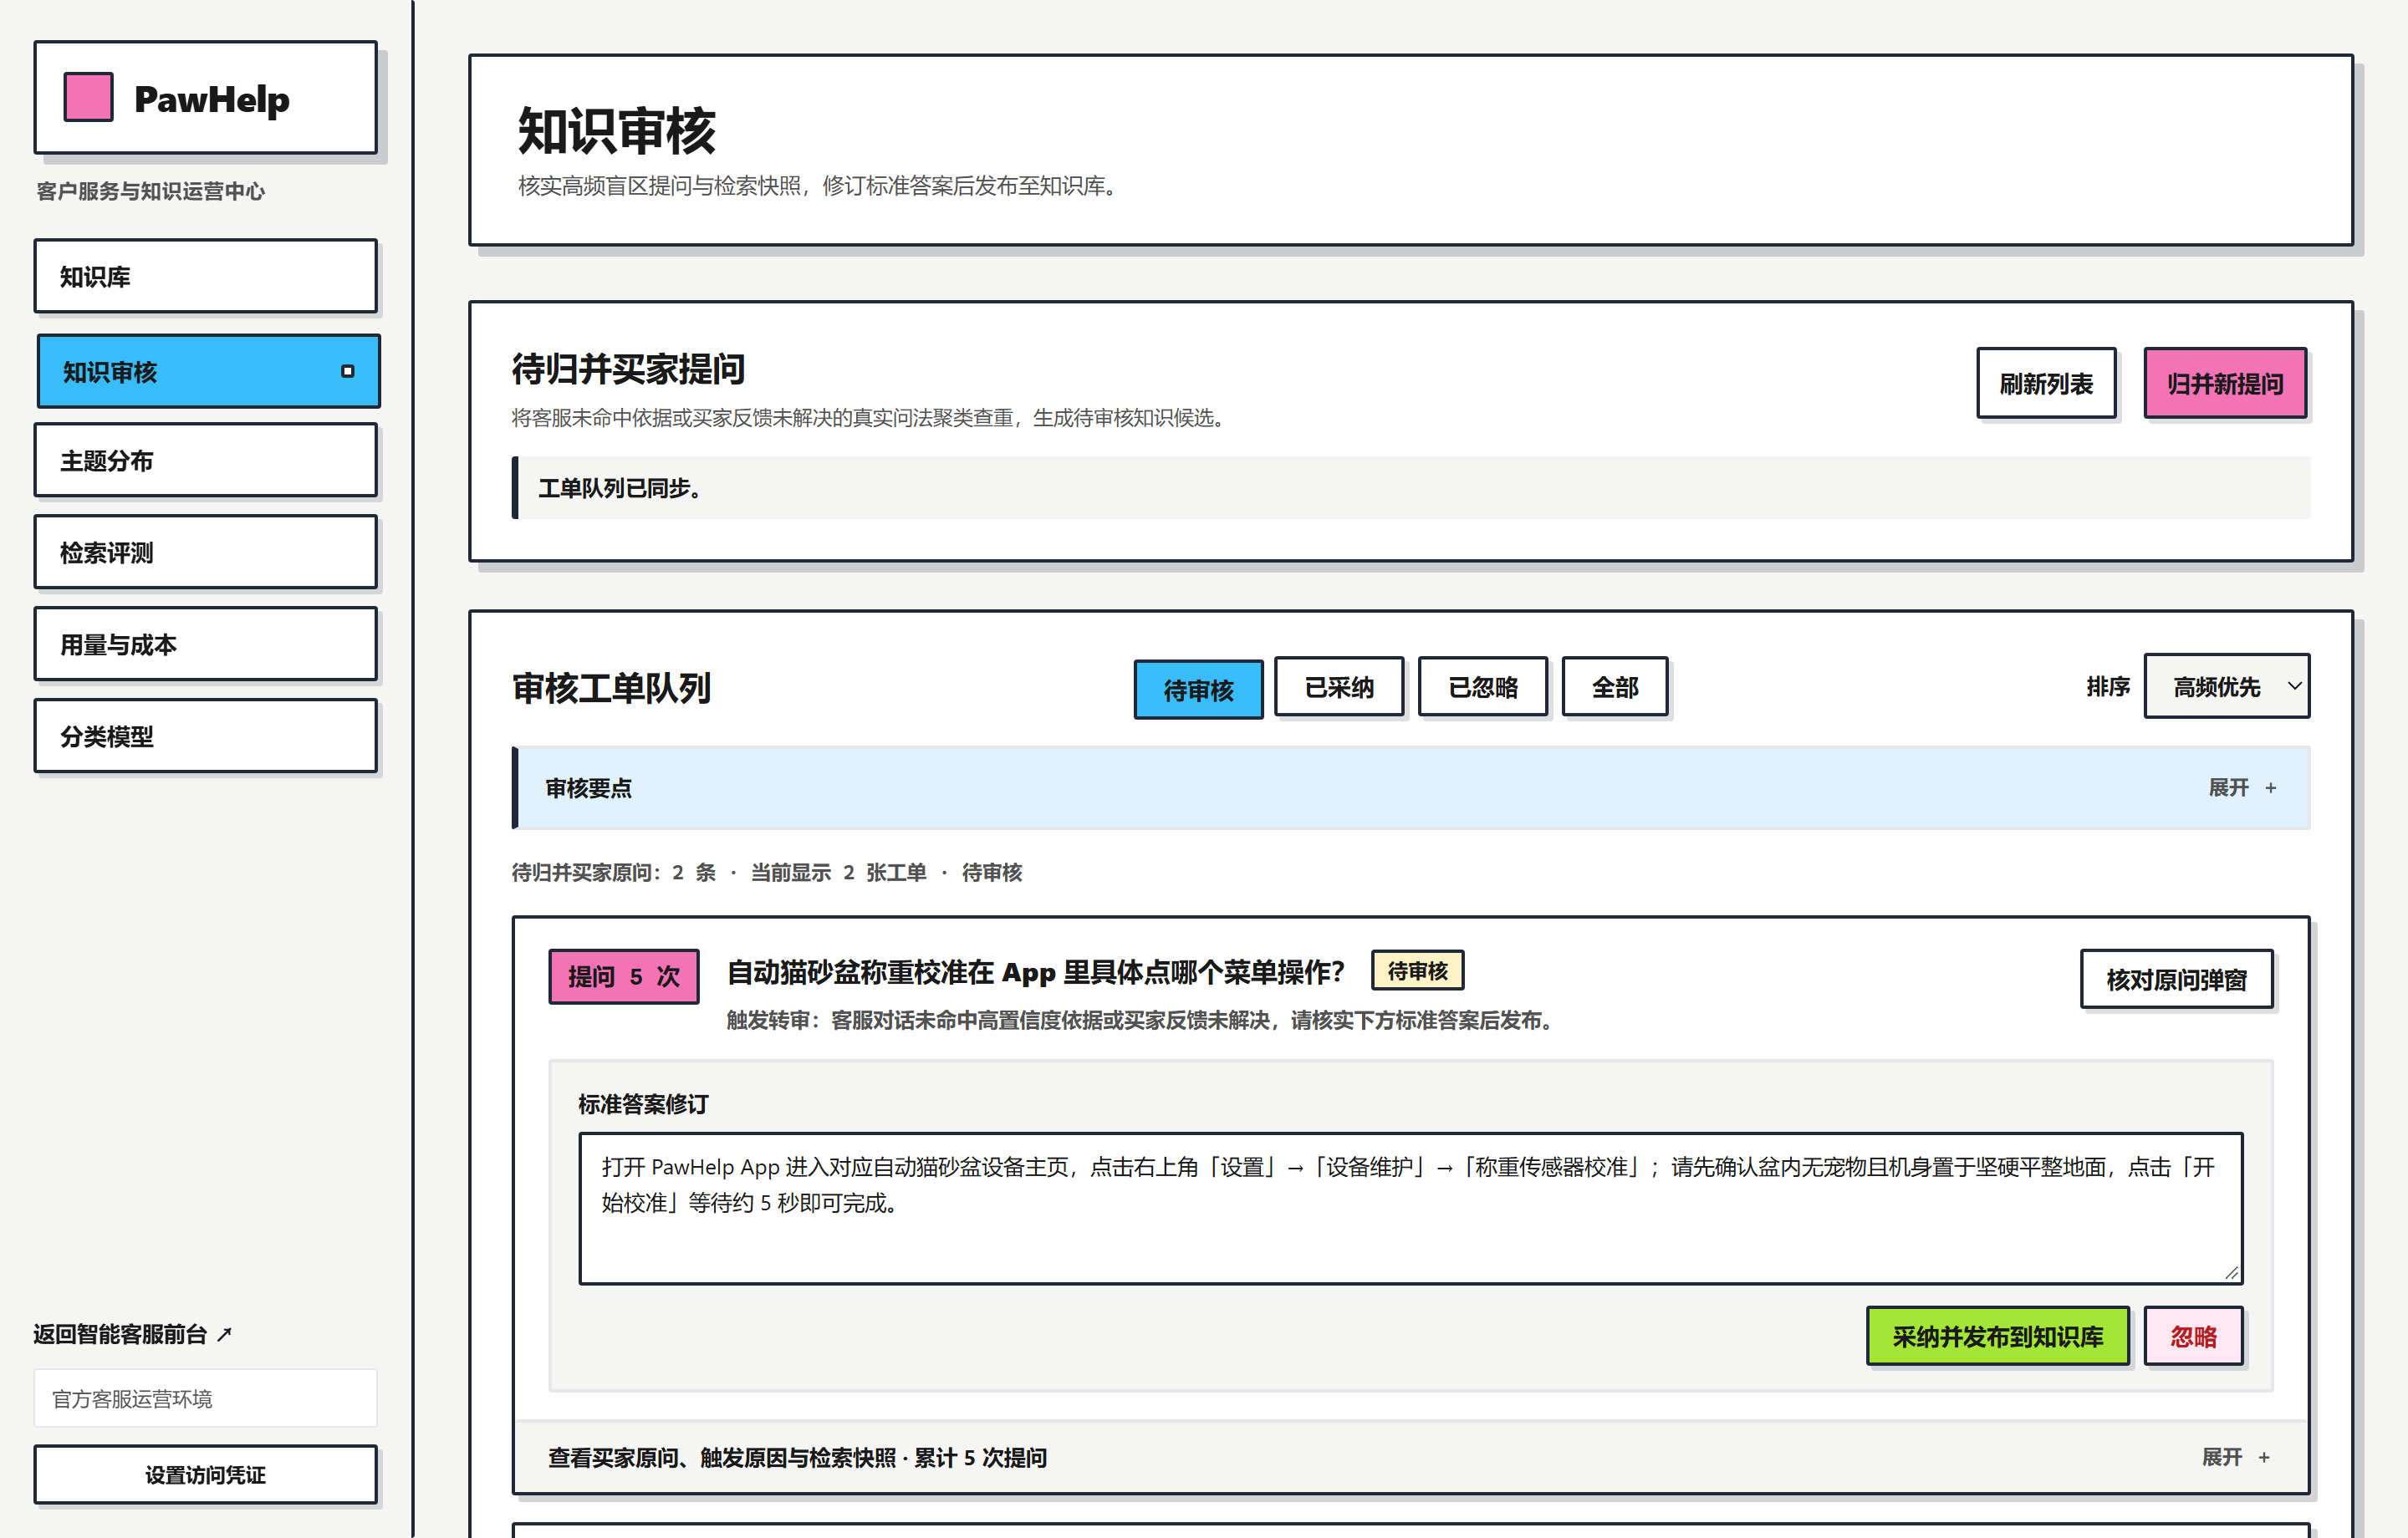 PawHelp
客户服务与知识运营中心
知识库
知识审核
主题分布
检索评测
用量与成本
分类模型
返回智能客服前台 ↗
官方客服运营环境
设置访问凭证
知识审核
核实高频盲区提问与检索快照，修订标准答案后发布至知识库。
待归并买家提问
将客服未命中依据或买家反馈未解决的真实问法聚类查重，生成待审核知识候选。
刷新列表
归并新提问
工单队列已同步。
审核工单队列
待审核
已采纳
已忽略
全部
排序
高频优先
审核要点
展开 +
待归并买家原问：2 条 · 当前显示 2 张工单 · 待审核
提问 5 次
自动猫砂盆称重校准在 App 里具体点哪个菜单操作？
待审核
核对原问弹窗
触发转审：客服对话未命中高置信度依据或买家反馈未解决，请核实下方标准答案后发布。
标准答案修订
打开 PawHelp App 进入对应自动猫砂盆设备主页，点击右上角「设置」→「设备维护」→「称重传感器校准」；请先确认盆内无宠物且机身置于坚硬平整地面，点击「开
始校准」等待约 5 秒即可完成。
采纳并发布到知识库
忽略
查看买家原问、触发原因与检索快照 · 累计 5 次提问
展开 +